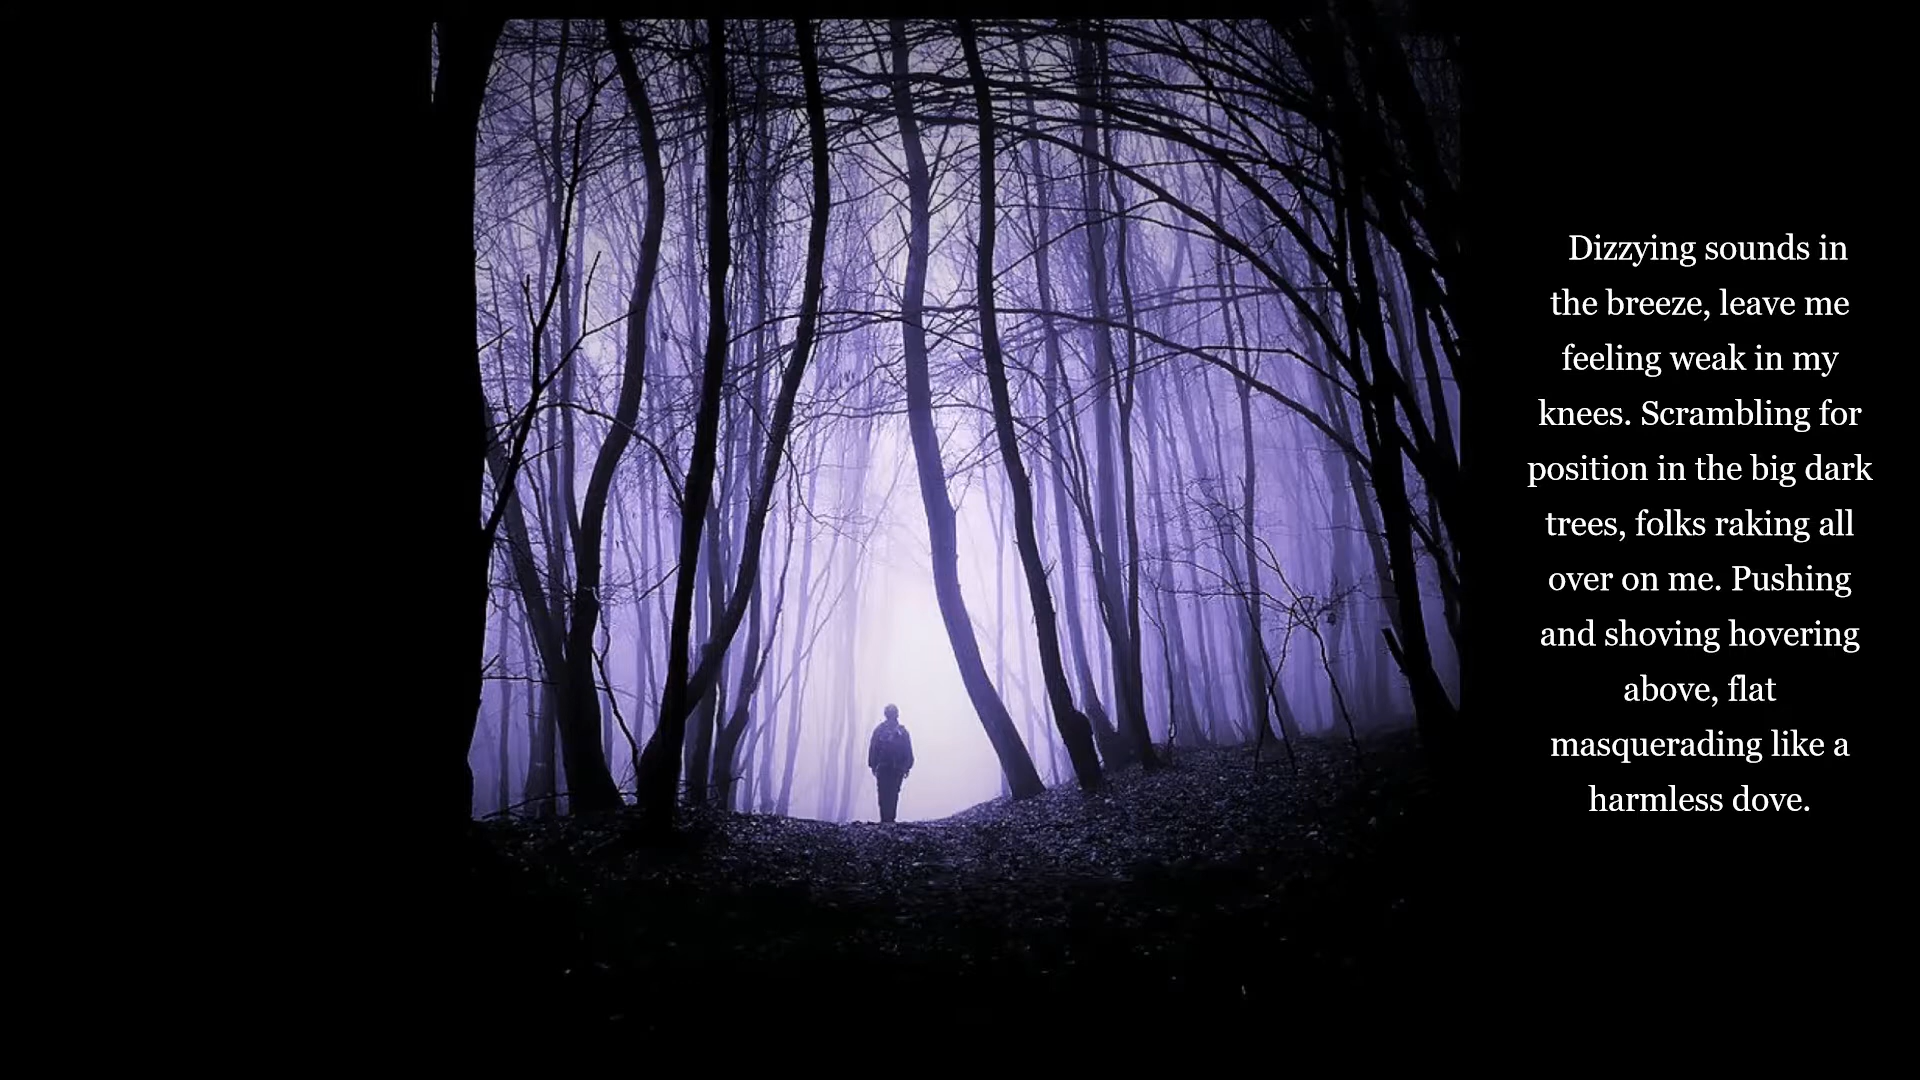 Dizzying sounds in
the breeze, leave me
feeling weak in my
knees. Scrambling for
position in the big dark
trees, folks raking all
over on me. Pushing
and shoving hovering
above, flat
masquerading like a
harmless dove.